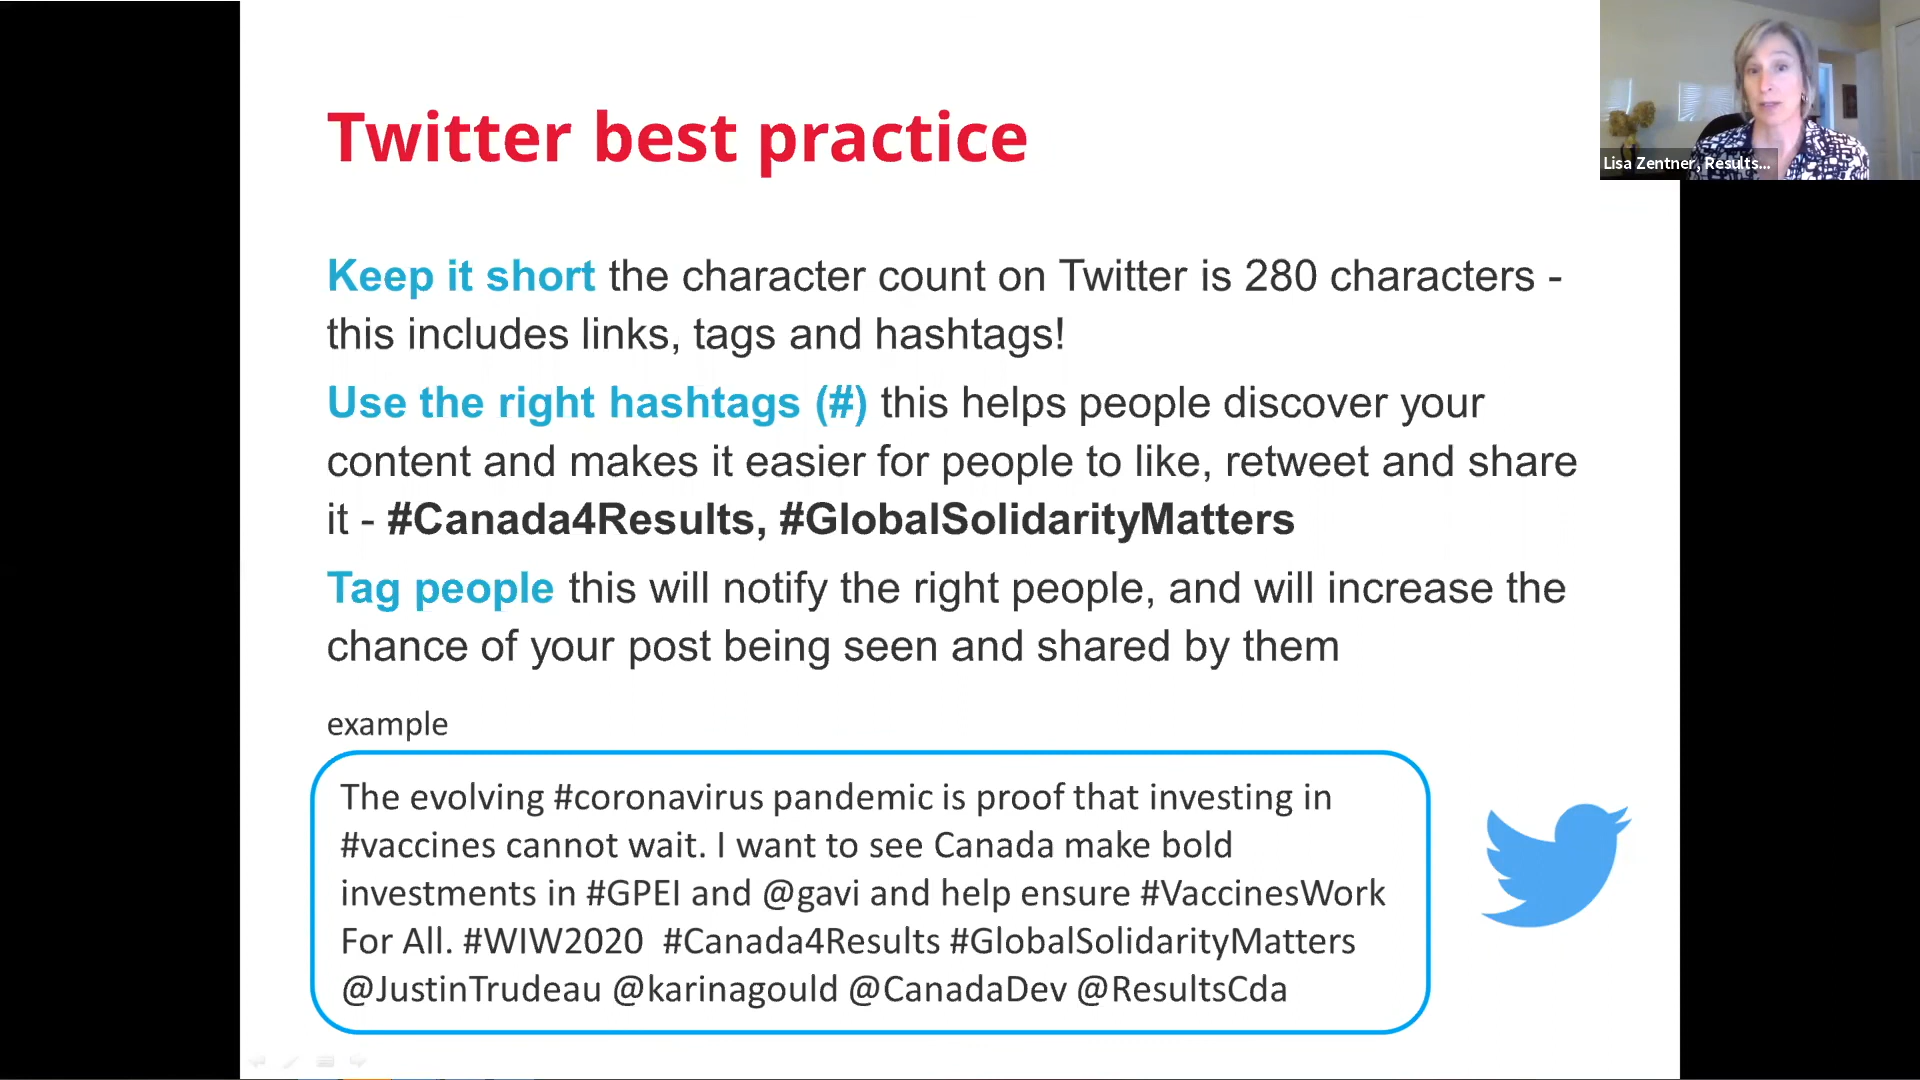 Twitter best practice
Lisa Zentner, Results...
Keep it short the character count on Twitter is 280 characters -
this includes links, tags and hashtags!
Use the right hashtags (#) this helps people discover your
content and makes it easier for people to like, retweet and share
it - #Canada4Results, #GlobalSolidarityMatters
Tag people this will notify the right people, and will increase the
chance of your post being seen and shared by them
example
The evolving #coronavirus pandemic is proof that investing in
#vaccines cannot wait. I want to see Canada make bold
investments in #GPEI and @gavi and help ensure #VaccinesWork
For All. #WIW2020  #Canada4Results #GlobalSolidarityMatters
@JustinTrudeau @karinagould @CanadaDev @ResultsCda